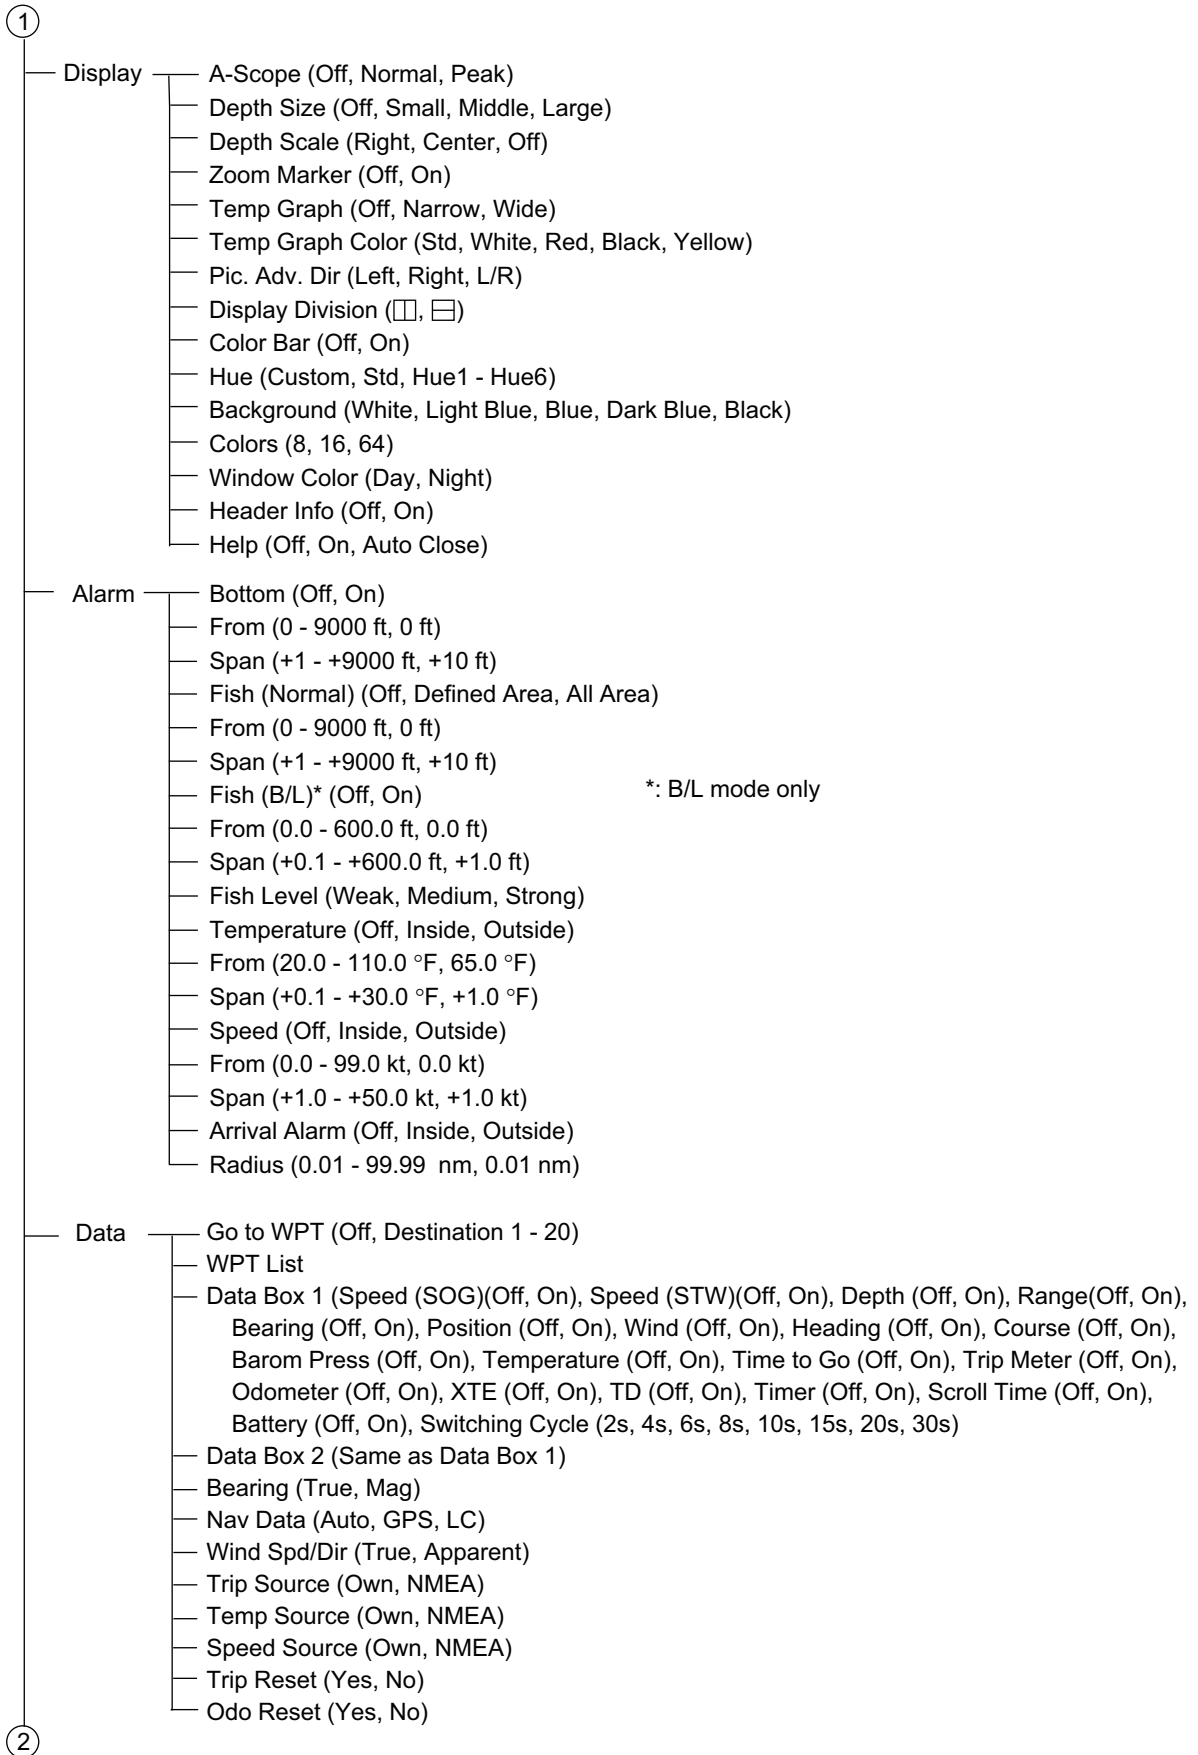 1
Display
A-Scope (Off, Normal, Peak)
Depth Size (Off, Small, Middle, Large)
Depth Scale (Right, Center, Off)
Zoom Marker (Off, On)
Temp Graph (Off, Narrow, Wide)
Temp Graph Color (Std, White, Red, Black, Yellow)
Pic. Adv. Dir (Left, Right, L/R)
Display Division (◫, ⊟)
Color Bar (Off, On)
Hue (Custom, Std, Hue1 - Hue6)
Background (White, Light Blue, Blue, Dark Blue, Black)
Colors (8, 16, 64)
Window Color (Day, Night)
Header Info (Off, On)
Help (Off, On, Auto Close)
Alarm
Bottom (Off, On)
From (0 - 9000 ft, 0 ft)
Span (+1 - +9000 ft, +10 ft)
Fish (Normal) (Off, Defined Area, All Area)
From (0 - 9000 ft, 0 ft)
Span (+1 - +9000 ft, +10 ft)
Fish (B/L)* (Off, On)
*: B/L mode only
From (0.0 - 600.0 ft, 0.0 ft)
Span (+0.1 - +600.0 ft, +1.0 ft)
Fish Level (Weak, Medium, Strong)
Temperature (Off, Inside, Outside)
From (20.0 - 110.0 °F, 65.0 °F)
Span (+0.1 - +30.0 °F, +1.0 °F)
Speed (Off, Inside, Outside)
From (0.0 - 99.0 kt, 0.0 kt)
Span (+1.0 - +50.0 kt, +1.0 kt)
Arrival Alarm (Off, Inside, Outside)
Radius (0.01 - 99.99 nm, 0.01 nm)
Data
Go to WPT (Off, Destination 1 - 20)
WPT List
Data Box 1 (Speed (SOG)(Off, On), Speed (STW)(Off, On), Depth (Off, On), Range(Off, On),
Bearing (Off, On), Position (Off, On), Wind (Off, On), Heading (Off, On), Course (Off, On),
Barom Press (Off, On), Temperature (Off, On), Time to Go (Off, On), Trip Meter (Off, On),
Odometer (Off, On), XTE (Off, On), TD (Off, On), Timer (Off, On), Scroll Time (Off, On),
Battery (Off, On), Switching Cycle (2s, 4s, 6s, 8s, 10s, 15s, 20s, 30s)
Data Box 2 (Same as Data Box 1)
Bearing (True, Mag)
Nav Data (Auto, GPS, LC)
Wind Spd/Dir (True, Apparent)
Trip Source (Own, NMEA)
Temp Source (Own, NMEA)
Speed Source (Own, NMEA)
Trip Reset (Yes, No)
Odo Reset (Yes, No)
2